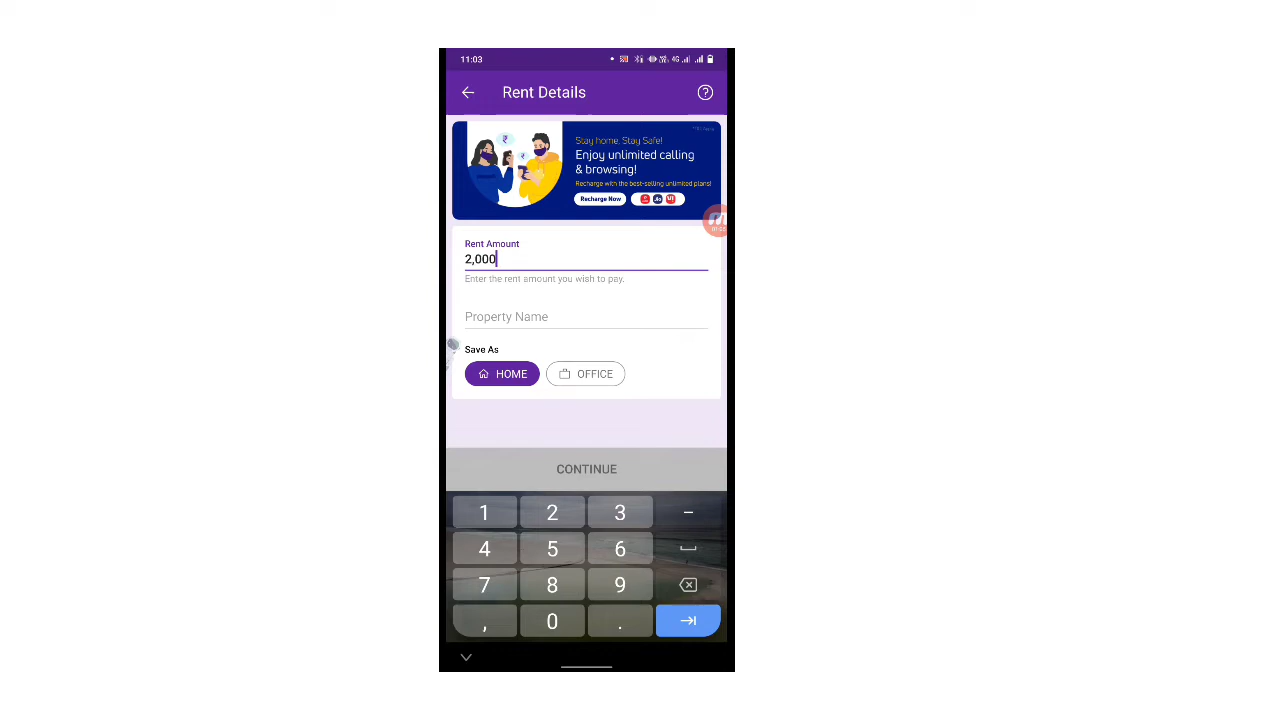 11:03
4G
Rent Details
Stay home, Stay Safe!
Enjoy unlimited calling
& browsing!
Recharge with the best-selling unlimited plans!
Recharge Now
Jio
Rent Amount
2,000
Enter the rent amount you wish to pay.
Property Name
Save As
HOME OFFICE
CONTINUE
1 2 3 –
4 5 6
7 8 9
, 0 .